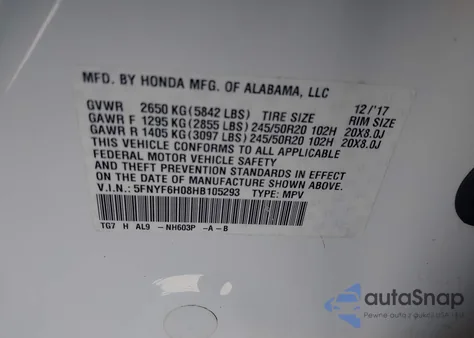 MFD. BY HONDA MFG. OF ALABAMA, LLC
GVWR 2650 KG(5842 LBS) TIRE SIZE 12/'17 RIM SIZE
GAWR F 1295 KG(2855 LBS) 245/50R20 102H 20X8.0J
GAWR R 1405 KG(3097 LBS) 245/50R20 102H 20X8.0J
THIS VEHICLE CONFORMS TO ALL APPLICABLE
FEDERAL MOTOR VEHICLE SAFETY
AND THEFT PREVENTION STANDARDS IN EFFECT
ON THE DATE OF MANUFACTURE SHOWN ABOVE.
V.I.N.: 5FNYF6H08HB105293 TYPE: MPV
TG7 H AL9 -NH603P -A-B
autoSnap